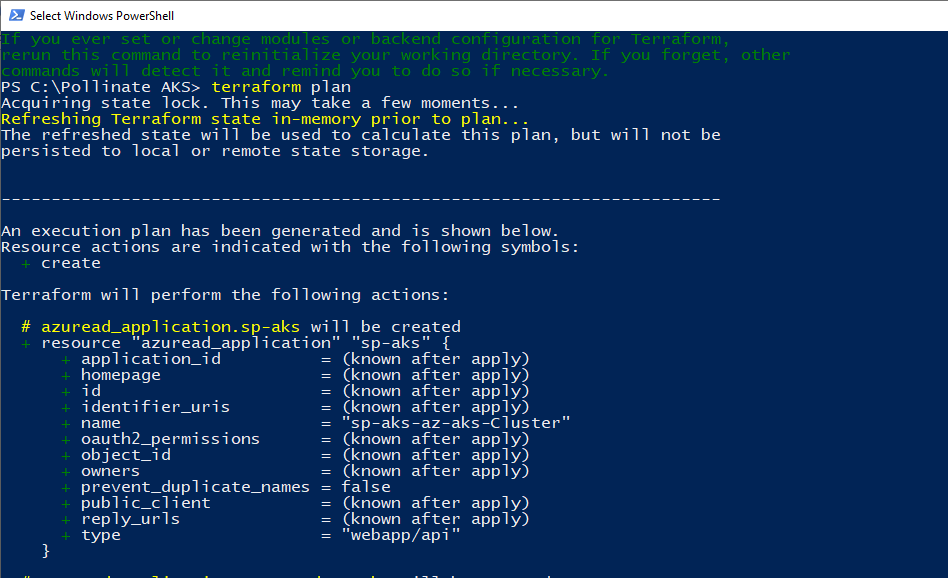 Select Windows PowerShell
If you ever set or change modules or backend configuration for Terraform,
rerun this command to reinitialize your working directory. If you forget, other
commands will detect it and remind you to do so if necessary.
PS C:\Pollinate AKS> terraform plan
Acquiring state lock. This may take a few moments...
Refreshing Terraform state in-memory prior to plan...
The refreshed state will be used to calculate this plan, but will not be
persisted to local or remote state storage.
------------------------------------------------------------------------
An execution plan has been generated and is shown below.
Resource actions are indicated with the following symbols:
  + create
Terraform will perform the following actions:
  # azuread_application.sp-aks will be created
  + resource "azuread_application" "sp-aks" {
      + application_id          = (known after apply)
      + homepage                = (known after apply)
      + id                      = (known after apply)
      + identifier_uris         = (known after apply)
      + name                    = "sp-aks-az-aks-Cluster"
      + oauth2_permissions      = (known after apply)
      + object_id               = (known after apply)
      + owners                  = (known after apply)
      + prevent_duplicate_names = false
      + public_client           = (known after apply)
      + reply_urls              = (known after apply)
      + type                    = "webapp/api"
    }